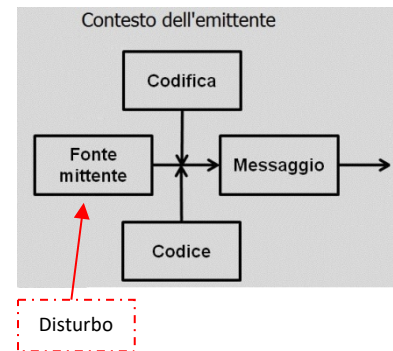 Contesto dell'emittente
Codifica
Fonte
mittente
Messaggio
Codice
Disturbo